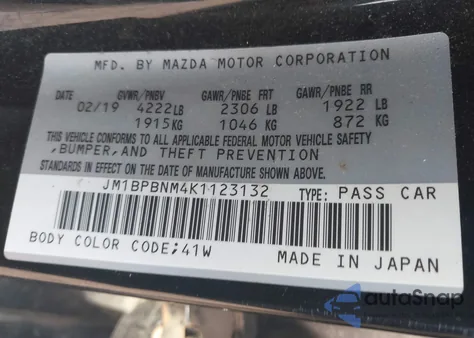 MFD. BY MAZDA MOTOR CORPORATION
GVWR/PNBV GAWR/PNBE FRT GAWR/PNBE RR
02/19 4222LB 2306 LB 1922 LB
1915KG 1046 KG 872 KG
THIS VEHICLE CONFORMS TO ALL APPLICABLE FEDERAL MOTOR VEHICLE SAFETY
,BUMPER,AND THEFT PREVENTION
STANDARDS IN EFFECT ON THE DATE OF MANUFACTURE SHOWN ABOVE.
JM1BPBNM4K1123132 TYPE: PASS CAR
BODY COLOR CODE;41W MADE IN JAPAN
autoSnap